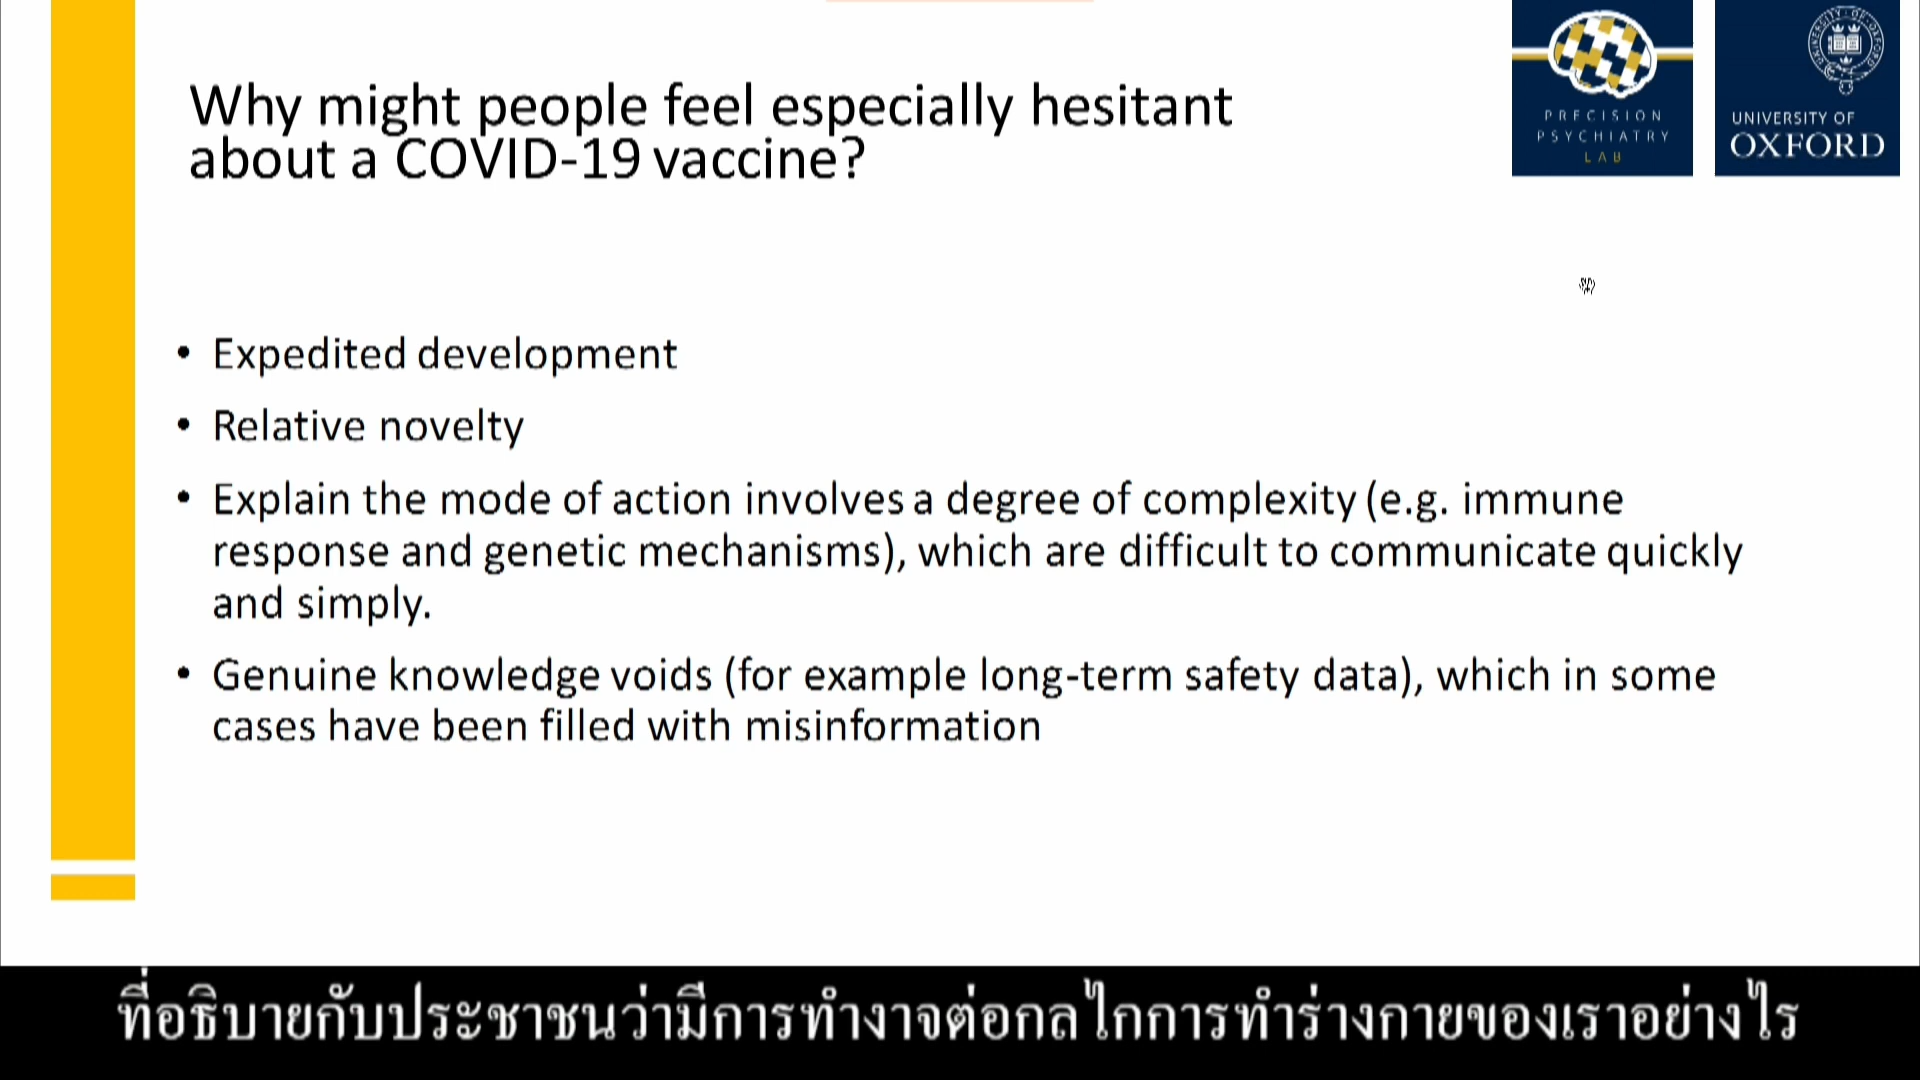 Why might people feel especially hesitant
about a COVID-19 vaccine?
PRECISION
PSYCHIATRY
LAB
UNIVERSITY OF
OXFORD
• Expedited development
• Relative novelty
• Explain the mode of action involves a degree of complexity (e.g. immune
response and genetic mechanisms), which are difficult to communicate quickly
and simply.
• Genuine knowledge voids (for example long-term safety data), which in some
cases have been filled with misinformation
ที่อธิบายกับประชาชนว่ามีการทำงาจต่อกลไกการทำร่างกายของเราอย่างไร